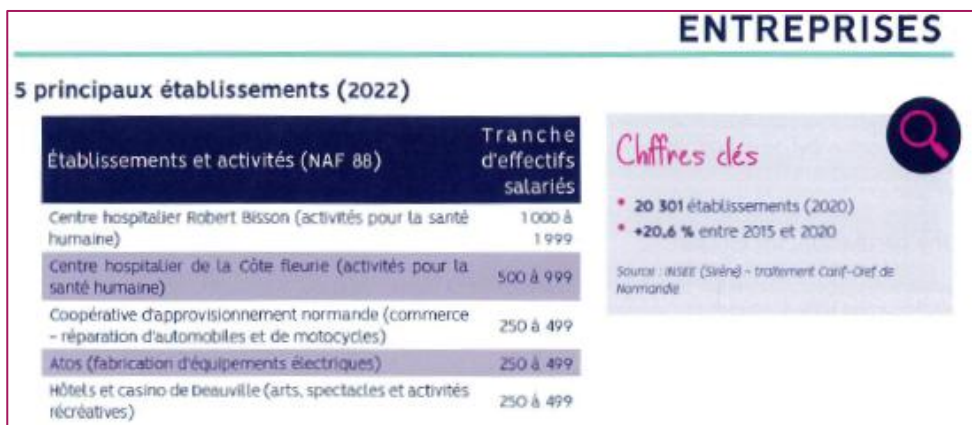 ENTREPRISES
5 principaux établissements (2022)
Établissements et activités (NAF 88)
Tranche
d'effectifs
salariés
Centre hospitalier Robert Bisson (activités pour la santé
humaine)
1 000 à
1 999
Centre hospitalier de la Côte fleurie (activités pour la
santé humaine)
500 à 999
Coopérative d'approvisionnement normande (commerce
– réparation d'automobiles et de motocycles)
250 à 499
Atos (fabrication d'équipements électriques)
250 à 499
Hôtels et casino de Deauville (arts, spectacles et activités
récréatives)
250 à 499
Chiffres clés
• 20 301 établissements (2020)
• +20,6 % entre 2015 et 2020
Source : INSEE (Sirène) – traitement Carif-Oref de
Normandie